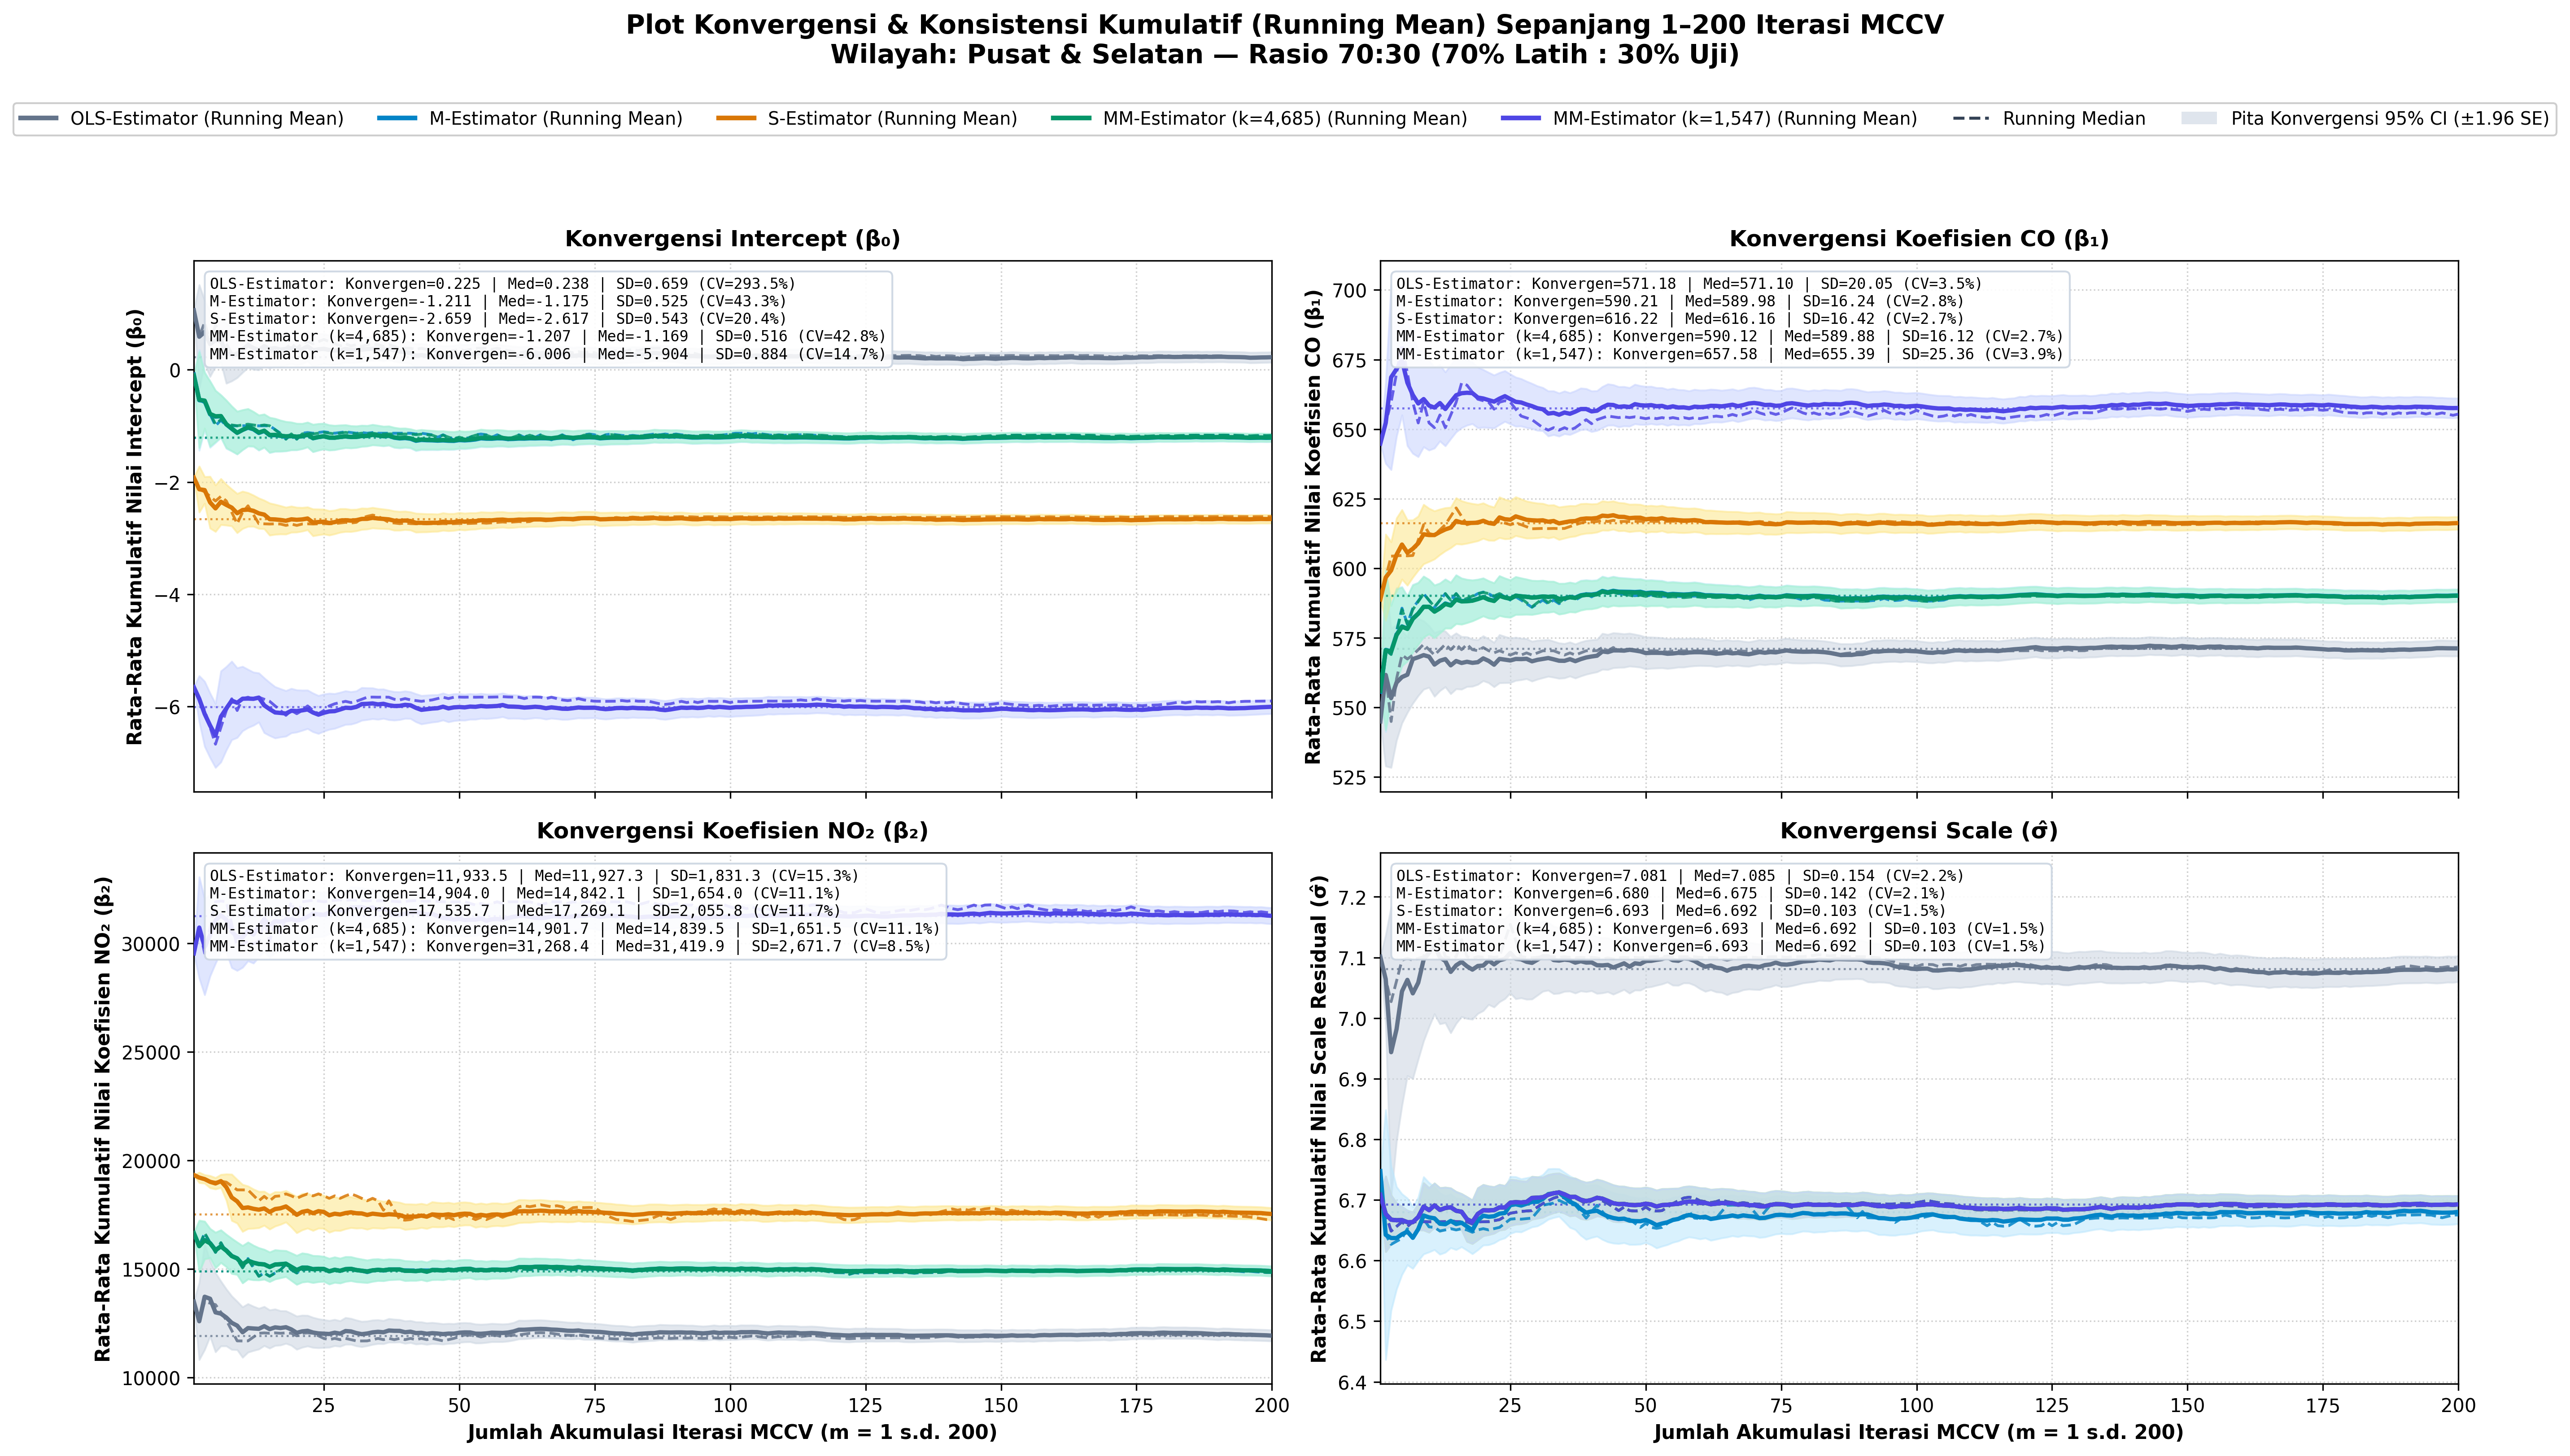 Plot Konvergensi & Konsistensi Kumulatif (Running Mean) Sepanjang 1–200 Iterasi MCCV
Wilayah: Pusat & Selatan — Rasio 70:30 (70% Latih : 30% Uji)
OLS-Estimator (Running Mean)
M-Estimator (Running Mean)
S-Estimator (Running Mean)
MM-Estimator (k=4,685) (Running Mean)
MM-Estimator (k=1,547) (Running Mean)
Running Median
Pita Konvergensi 95% CI (±1.96 SE)
Konvergensi Intercept (β₀)
Rata-Rata Kumulatif Nilai Intercept (β₀)
OLS-Estimator: Konvergen=0.225 | Med=0.238 | SD=0.659 (CV=293.5%)
M-Estimator: Konvergen=-1.211 | Med=-1.175 | SD=0.525 (CV=43.3%)
S-Estimator: Konvergen=-2.659 | Med=-2.617 | SD=0.543 (CV=20.4%)
MM-Estimator (k=4,685): Konvergen=-1.207 | Med=-1.169 | SD=0.516 (CV=42.8%)
MM-Estimator (k=1,547): Konvergen=-6.006 | Med=-5.904 | SD=0.884 (CV=14.7%)
0
−2
−4
−6
Konvergensi Koefisien CO (β₁)
Rata-Rata Kumulatif Nilai Koefisien CO (β₁)
OLS-Estimator: Konvergen=571.18 | Med=571.10 | SD=20.05 (CV=3.5%)
M-Estimator: Konvergen=590.21 | Med=589.98 | SD=16.24 (CV=2.8%)
S-Estimator: Konvergen=616.22 | Med=616.16 | SD=16.42 (CV=2.7%)
MM-Estimator (k=4,685): Konvergen=590.12 | Med=589.88 | SD=16.12 (CV=2.7%)
MM-Estimator (k=1,547): Konvergen=657.58 | Med=655.39 | SD=25.36 (CV=3.9%)
700
675
650
625
600
575
550
525
Konvergensi Koefisien NO₂ (β₂)
Rata-Rata Kumulatif Nilai Koefisien NO₂ (β₂)
OLS-Estimator: Konvergen=11,933.5 | Med=11,927.3 | SD=1,831.3 (CV=15.3%)
M-Estimator: Konvergen=14,904.0 | Med=14,842.1 | SD=1,654.0 (CV=11.1%)
S-Estimator: Konvergen=17,535.7 | Med=17,269.1 | SD=2,055.8 (CV=11.7%)
MM-Estimator (k=4,685): Konvergen=14,901.7 | Med=14,839.5 | SD=1,651.5 (CV=11.1%)
MM-Estimator (k=1,547): Konvergen=31,268.4 | Med=31,419.9 | SD=2,671.7 (CV=8.5%)
30000
25000
20000
15000
10000
25 50 75 100 125 150 175 200
Jumlah Akumulasi Iterasi MCCV (m = 1 s.d. 200)
Konvergensi Scale (σ̂)
Rata-Rata Kumulatif Nilai Scale Residual (σ̂)
OLS-Estimator: Konvergen=7.081 | Med=7.085 | SD=0.154 (CV=2.2%)
M-Estimator: Konvergen=6.680 | Med=6.675 | SD=0.142 (CV=2.1%)
S-Estimator: Konvergen=6.693 | Med=6.692 | SD=0.103 (CV=1.5%)
MM-Estimator (k=4,685): Konvergen=6.693 | Med=6.692 | SD=0.103 (CV=1.5%)
MM-Estimator (k=1,547): Konvergen=6.693 | Med=6.692 | SD=0.103 (CV=1.5%)
7.2
7.1
7.0
6.9
6.8
6.7
6.6
6.5
6.4
25 50 75 100 125 150 175 200
Jumlah Akumulasi Iterasi MCCV (m = 1 s.d. 200)